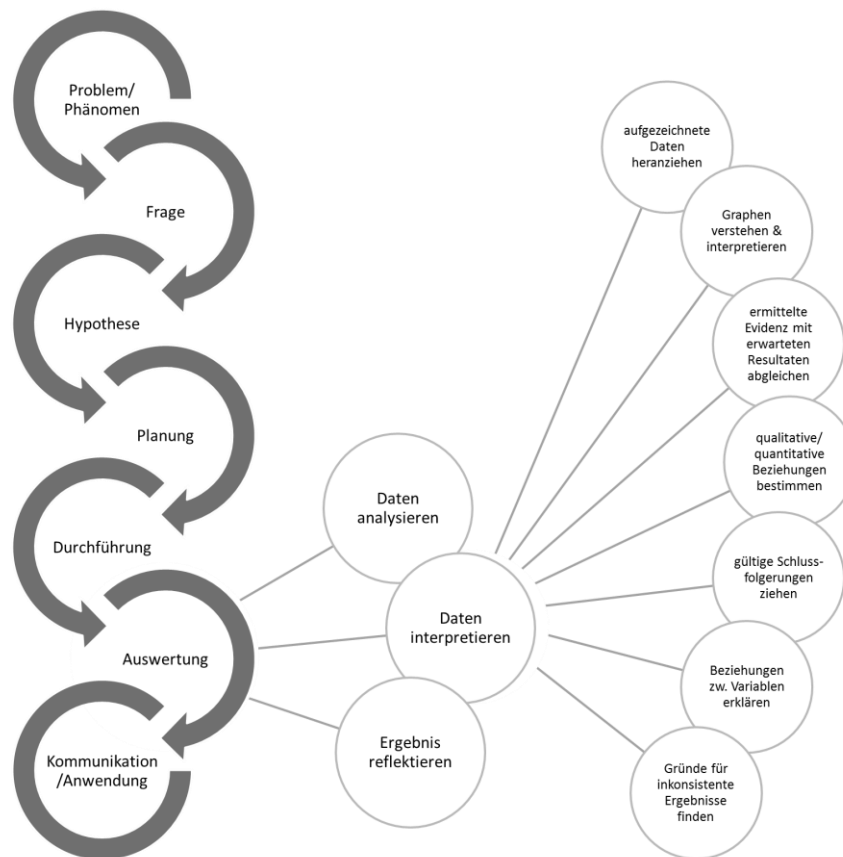 Problem/
Phänomen
Frage
Hypothese
Planung
Durchführung
Auswertung
Kommunikation
/Anwendung
Daten
analysieren
Daten
interpretieren
Ergebnis
reflektieren
aufgezeichnete
Daten
heranziehen
Graphen
verstehen &
interpretieren
ermittelte
Evidenz mit
erwarteten
Resultaten
abgleichen
qualitative/
quantitative
Beziehungen
bestimmen
gültige Schluss-
folgerungen
ziehen
Beziehungen
zw. Variablen
erklären
Gründe für
inkonsistente
Ergebnisse
finden